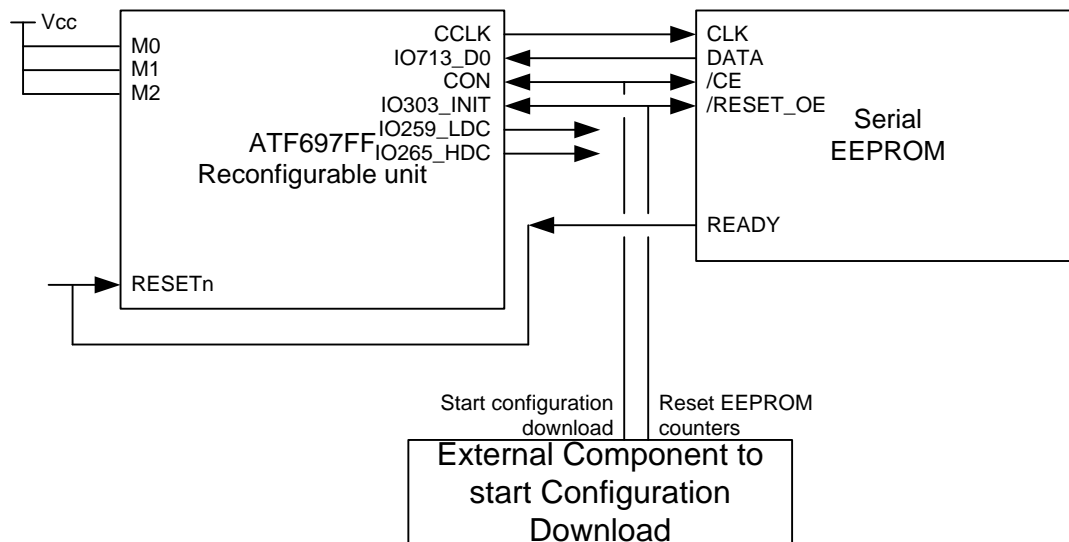 Vcc
M0
M1
M2
CCLK
IO713_D0
CON
IO303_INIT
IO259_LDC
IO265_HDC
ATF697FF
Reconfigurable unit
RESETn
CLK
DATA
/CE
/RESET_OE
Serial
EEPROM
READY
Start configuration
download
Reset EEPROM
counters
External Component to
start Configuration
Download